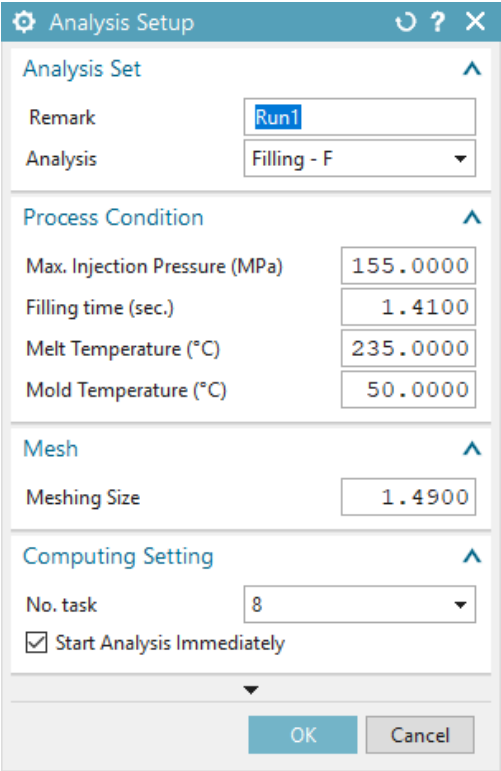 Analysis Setup ?
Analysis Set
Remark Run1
Analysis Filling - F
Process Condition
Max. Injection Pressure (MPa) 155.0000
Filling time (sec.) 1.4100
Melt Temperature (°C) 235.0000
Mold Temperature (°C) 50.0000
Mesh
Meshing Size 1.4900
Computing Setting
No. task 8
Start Analysis Immediately
OK Cancel